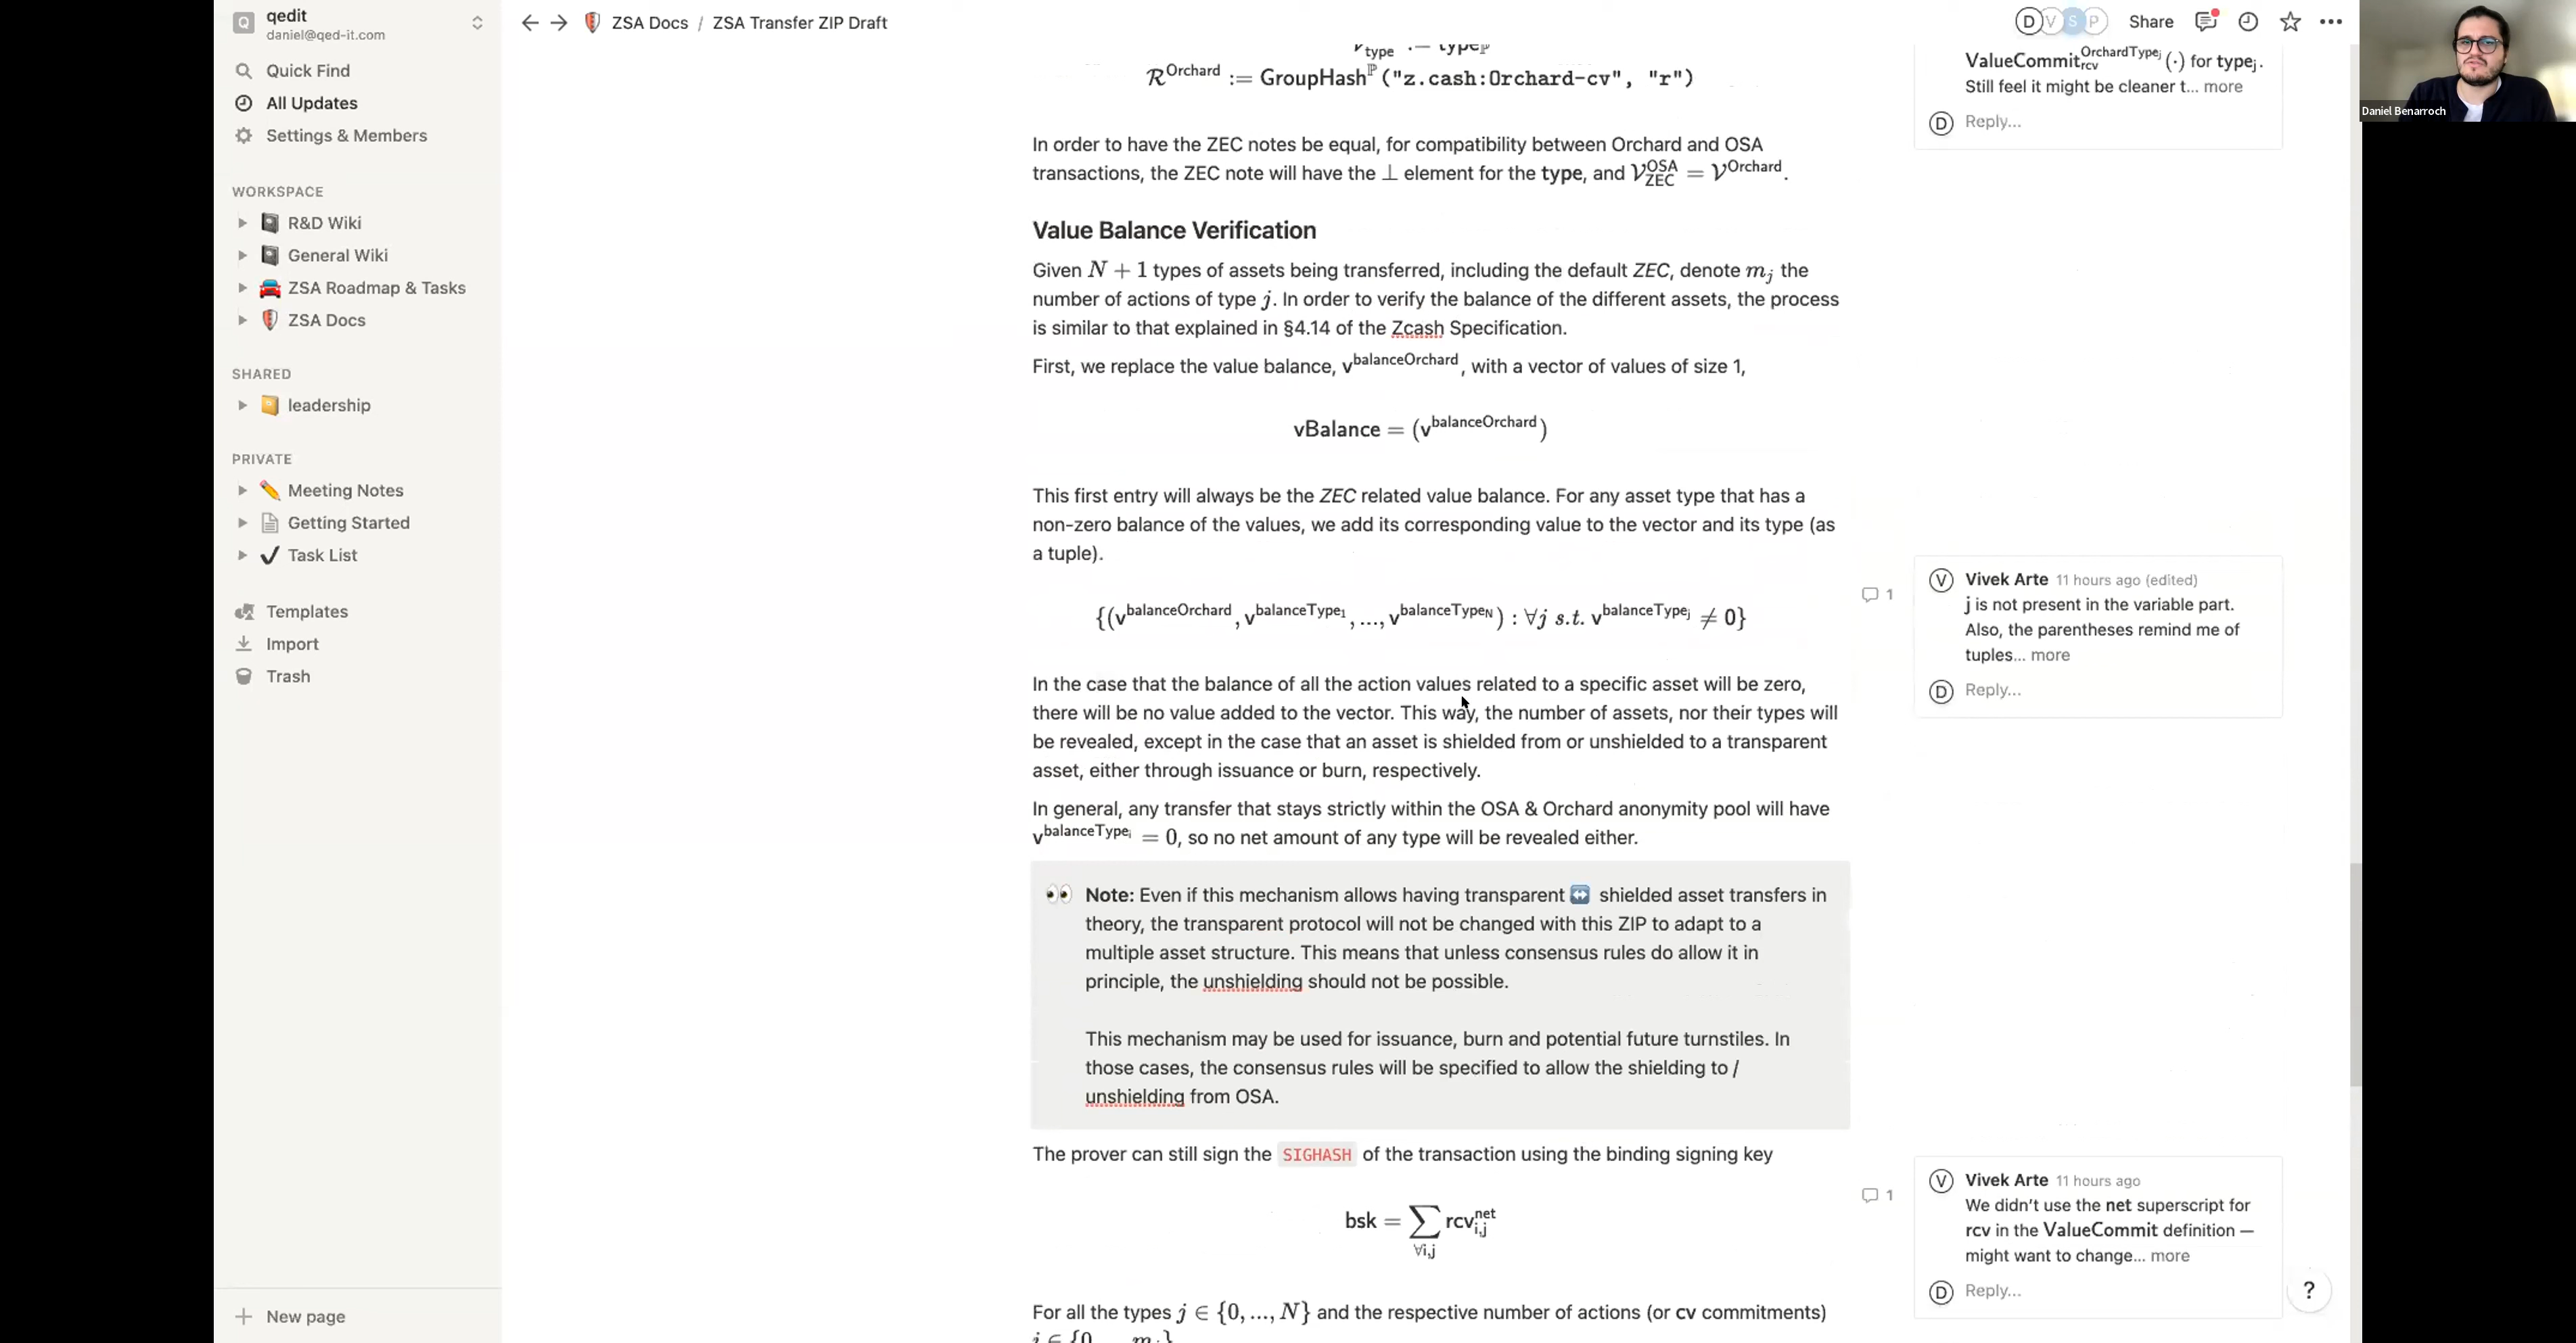 qedit
daniel@qed-it.com
Quick Find
All Updates
Settings & Members
WORKSPACE
R&D Wiki
General Wiki
ZSA Roadmap & Tasks
ZSA Docs
SHARED
leadership
PRIVATE
Meeting Notes
Getting Started
Task List
Templates
Import
Trash
New page
ZSA Docs / ZSA Transfer ZIP Draft
D V S P Share
𝒱_type := type^ℙ
ℛ^Orchard := GroupHash^ℙ("z.cash:Orchard-cv", "r")
In order to have the ZEC notes be equal, for compatibility between Orchard and OSA
transactions, the ZEC note will have the ⊥ element for the type, and 𝒱^OSA_ZEC = 𝒱^Orchard.
Value Balance Verification
Given N + 1 types of assets being transferred, including the default ZEC, denote m_j the
number of actions of type j. In order to verify the balance of the different assets, the process
is similar to that explained in §4.14 of the Zcash Specification.
First, we replace the value balance, v^balanceOrchard, with a vector of values of size 1,
vBalance = (v^balanceOrchard)
This first entry will always be the ZEC related value balance. For any asset type that has a
non-zero balance of the values, we add its corresponding value to the vector and its type (as
a tuple).
{(v^balanceOrchard, v^balanceType_1, ..., v^balanceType_N) : ∀j s.t. v^balanceType_j ≠ 0}
In the case that the balance of all the action values related to a specific asset will be zero,
there will be no value added to the vector. This way, the number of assets, nor their types will
be revealed, except in the case that an asset is shielded from or unshielded to a transparent
asset, either through issuance or burn, respectively.
In general, any transfer that stays strictly within the OSA & Orchard anonymity pool will have
v^balanceType_i = 0, so no net amount of any type will be revealed either.
Note: Even if this mechanism allows having transparent ↔ shielded asset transfers in
theory, the transparent protocol will not be changed with this ZIP to adapt to a
multiple asset structure. This means that unless consensus rules do allow it in
principle, the unshielding should not be possible.
This mechanism may be used for issuance, burn and potential future turnstiles. In
those cases, the consensus rules will be specified to allow the shielding to /
unshielding from OSA.
The prover can still sign the SIGHASH of the transaction using the binding signing key
bsk = ∑_∀i,j rcv^net_i,j
For all the types j ∈ {0, ..., N} and the respective number of actions (or cv commitments)
ValueCommit^OrchardType_j_rcv (·) for type_j.
Still feel it might be cleaner t... more
D Reply...
1
V Vivek Arte 11 hours ago (edited)
j is not present in the variable part.
Also, the parentheses remind me of
tuples... more
D Reply...
1
V Vivek Arte 11 hours ago
We didn't use the net superscript for
rcv in the ValueCommit definition —
might want to change... more
D Reply...
?
Daniel Benarroch